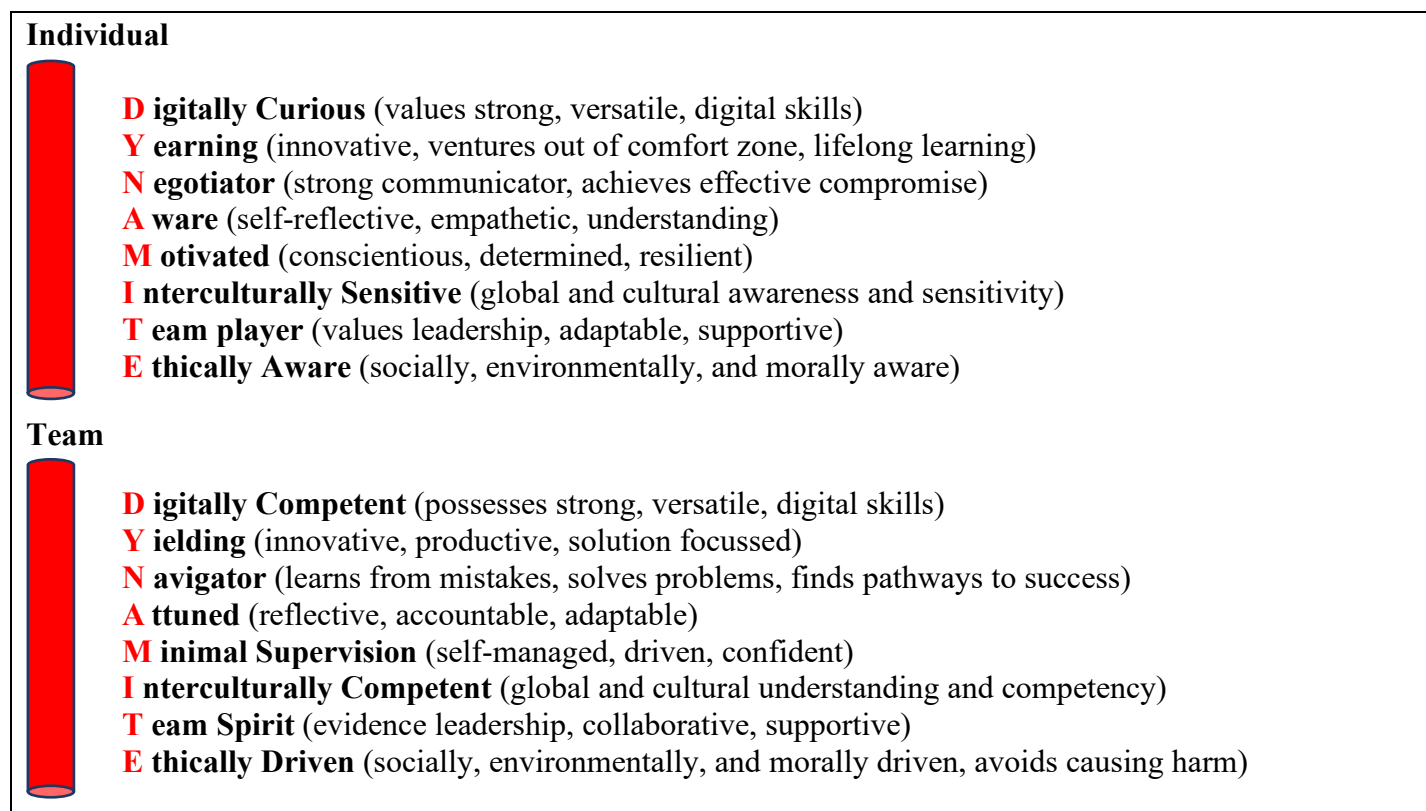 Individual
D igitally Curious (values strong, versatile, digital skills)
Y earning (innovative, ventures out of comfort zone, lifelong learning)
N egotiator (strong communicator, achieves effective compromise)
A ware (self-reflective, empathetic, understanding)
M otivated (conscientious, determined, resilient)
I nterculturally Sensitive (global and cultural awareness and sensitivity)
T eam player (values leadership, adaptable, supportive)
E thically Aware (socially, environmentally, and morally aware)
Team
D igitally Competent (possesses strong, versatile, digital skills)
Y ielding (innovative, productive, solution focussed)
N avigator (learns from mistakes, solves problems, finds pathways to success)
A ttuned (reflective, accountable, adaptable)
M inimal Supervision (self-managed, driven, confident)
I nterculturally Competent (global and cultural understanding and competency)
T eam Spirit (evidence leadership, collaborative, supportive)
E thically Driven (socially, environmentally, and morally driven, avoids causing harm)